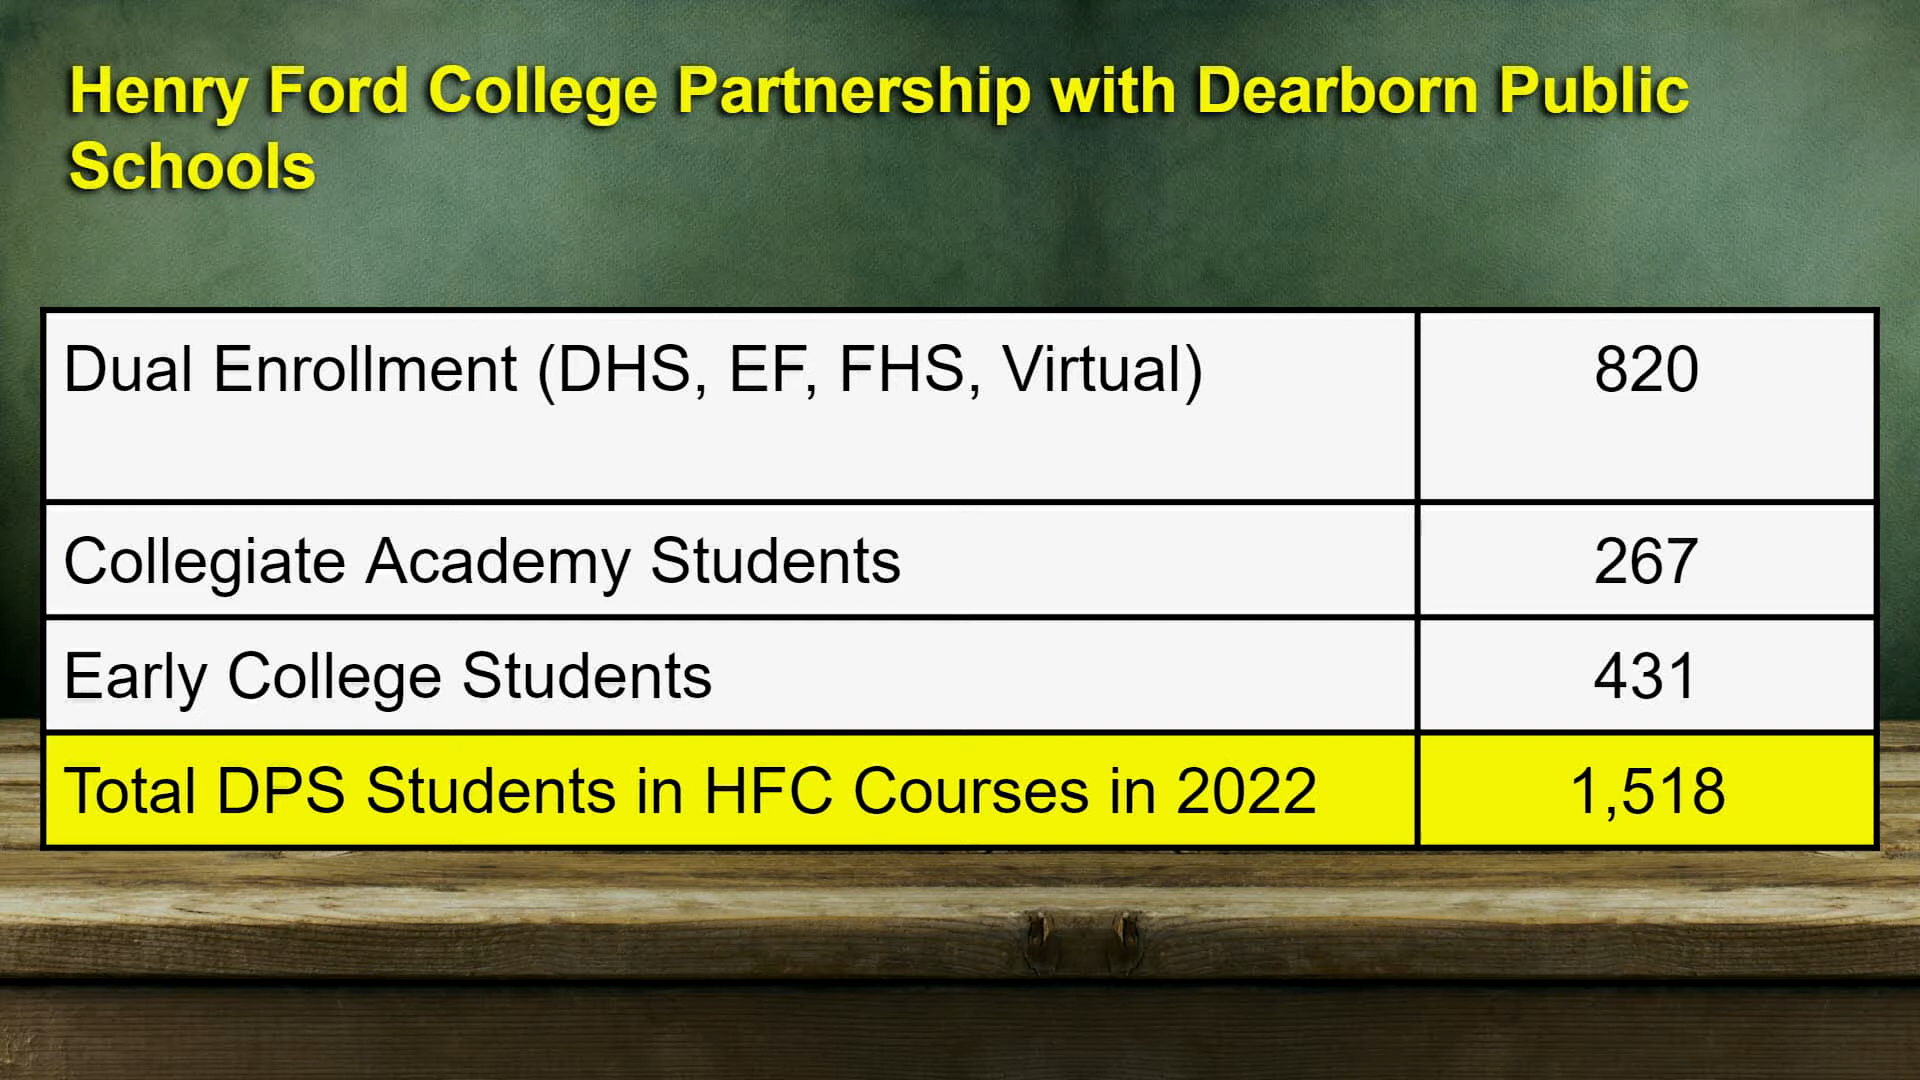 Henry Ford College Partnership with Dearborn Public
Schools
Dual Enrollment (DHS, EF, FHS, Virtual) 820
Collegiate Academy Students 267
Early College Students 431
Total DPS Students in HFC Courses in 2022 1,518